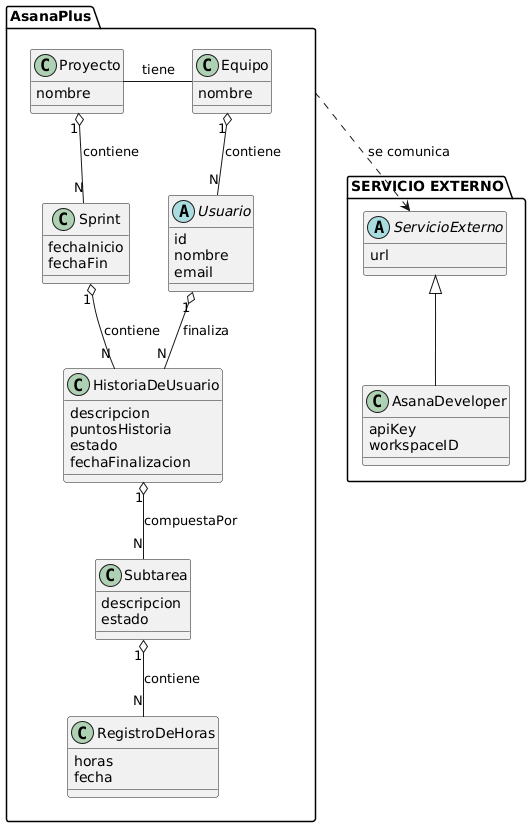 AsanaPlus
C Proyecto
nombre
tiene
C Equipo
nombre
1
contiene
N
1
contiene
N
se comunica
SERVICIO EXTERNO
C Sprint
fechaInicio
fechaFin
A Usuario
id
nombre
email
A ServicioExterno
url
1
contiene
N
1
finaliza
N
C HistoriaDeUsuario
descripcion
puntosHistoria
estado
fechaFinalizacion
C AsanaDeveloper
apiKey
workspaceID
1
compuestaPor
N
C Subtarea
descripcion
estado
1
contiene
N
C RegistroDeHoras
horas
fecha